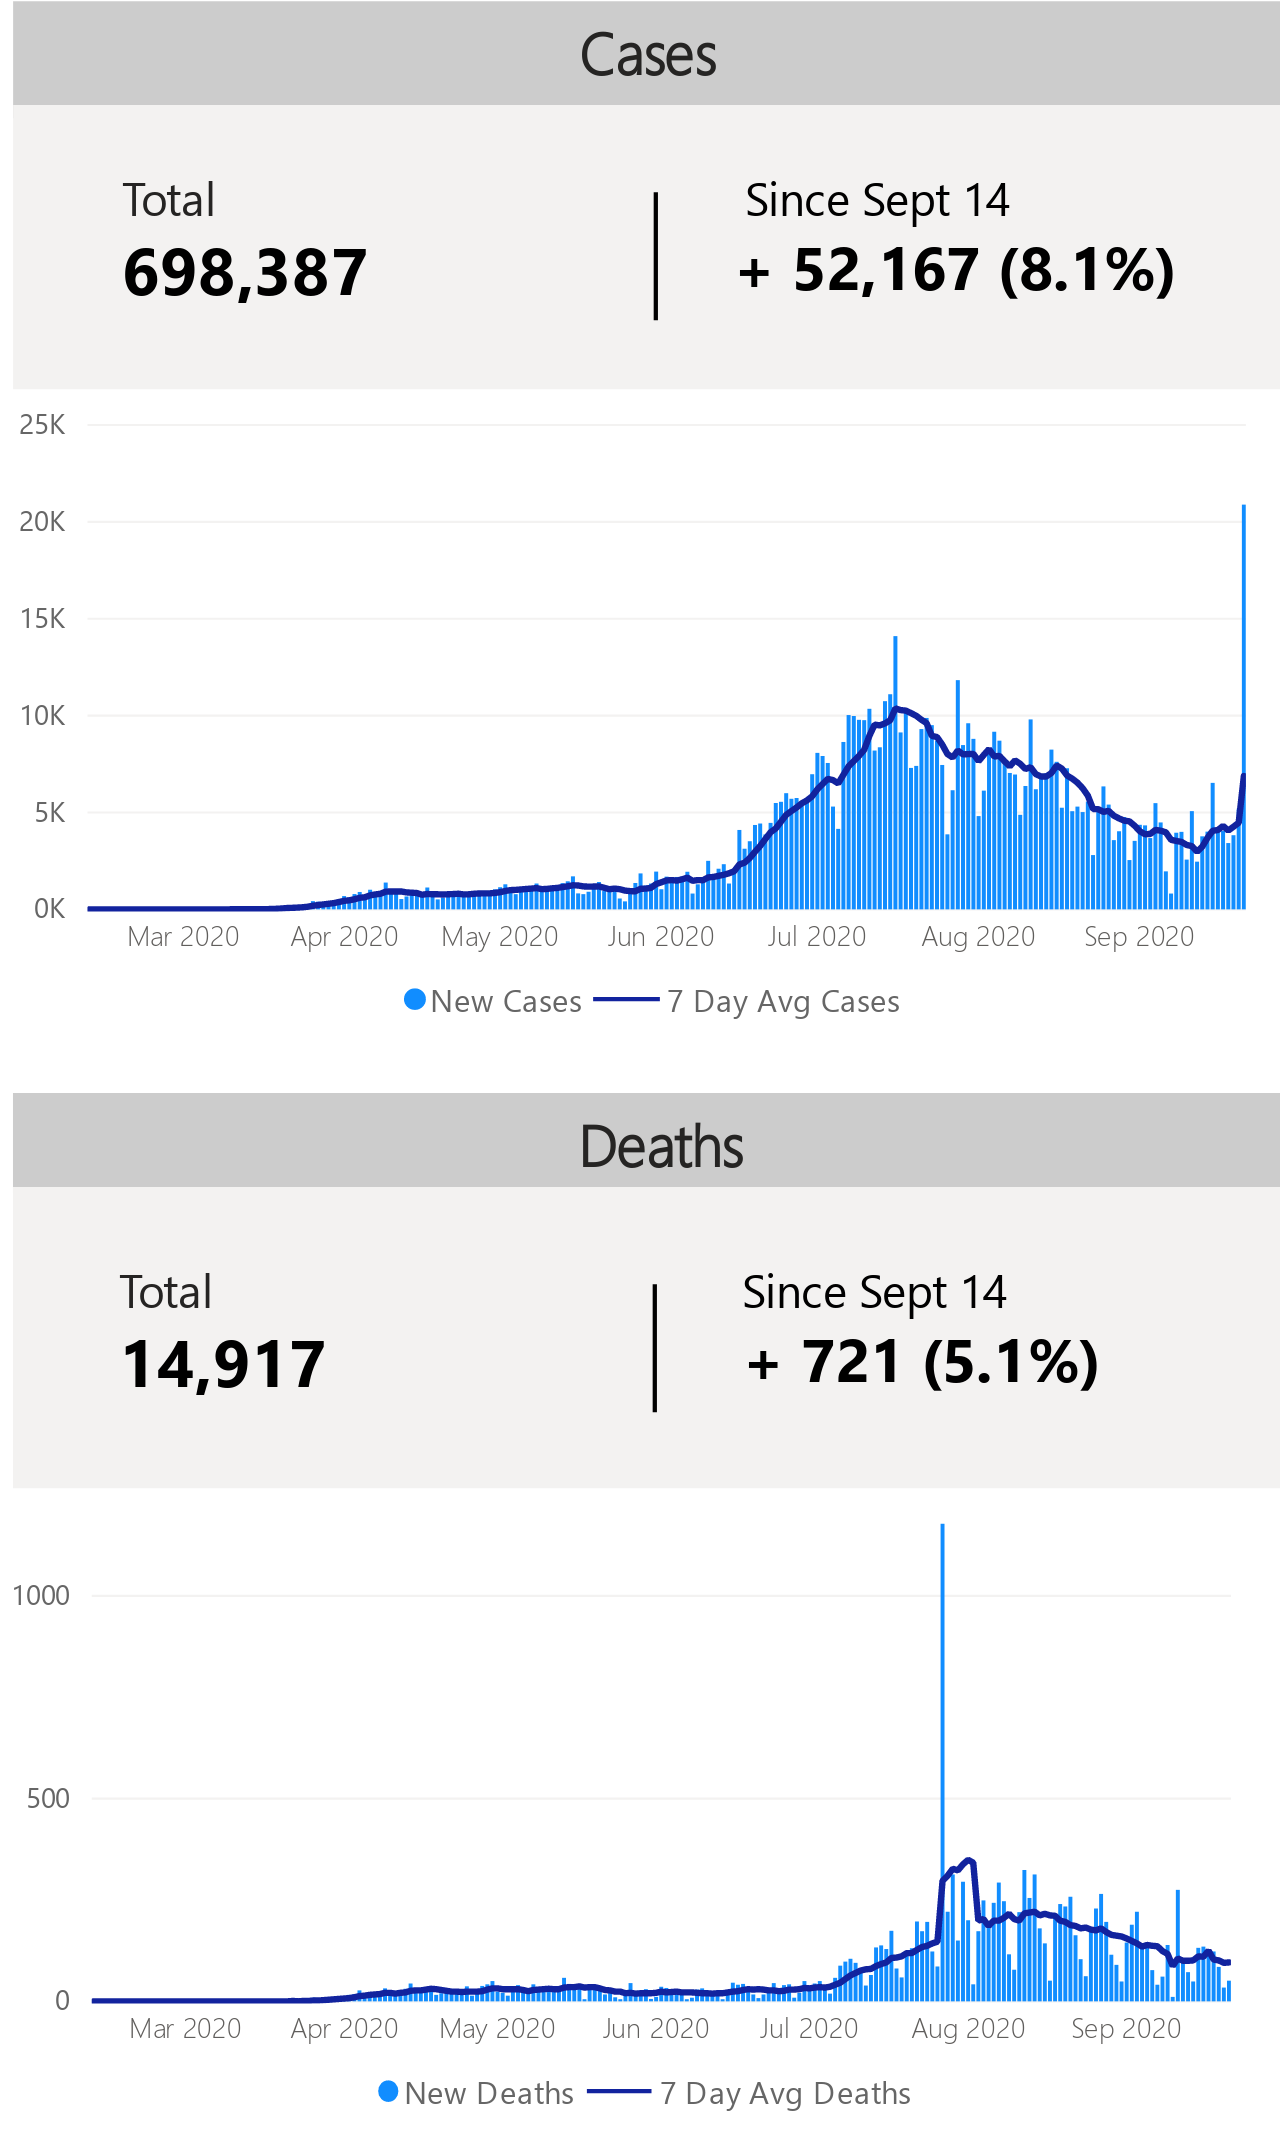 Cases
Total
Since Sept 14
698,387
+ 52,167 (8.1%)
25K
20K
15K
10K
5K
0K
Mar 2020 Apr 2020 May 2020 Jun 2020 Jul 2020 Aug 2020 Sep 2020
New Cases 7 Day Avg Cases
Deaths
Total
Since Sept 14
14,917
+ 721 (5.1%)
1000
500
0
Mar 2020 Apr 2020 May 2020 Jun 2020 Jul 2020 Aug 2020 Sep 2020
New Deaths 7 Day Avg Deaths